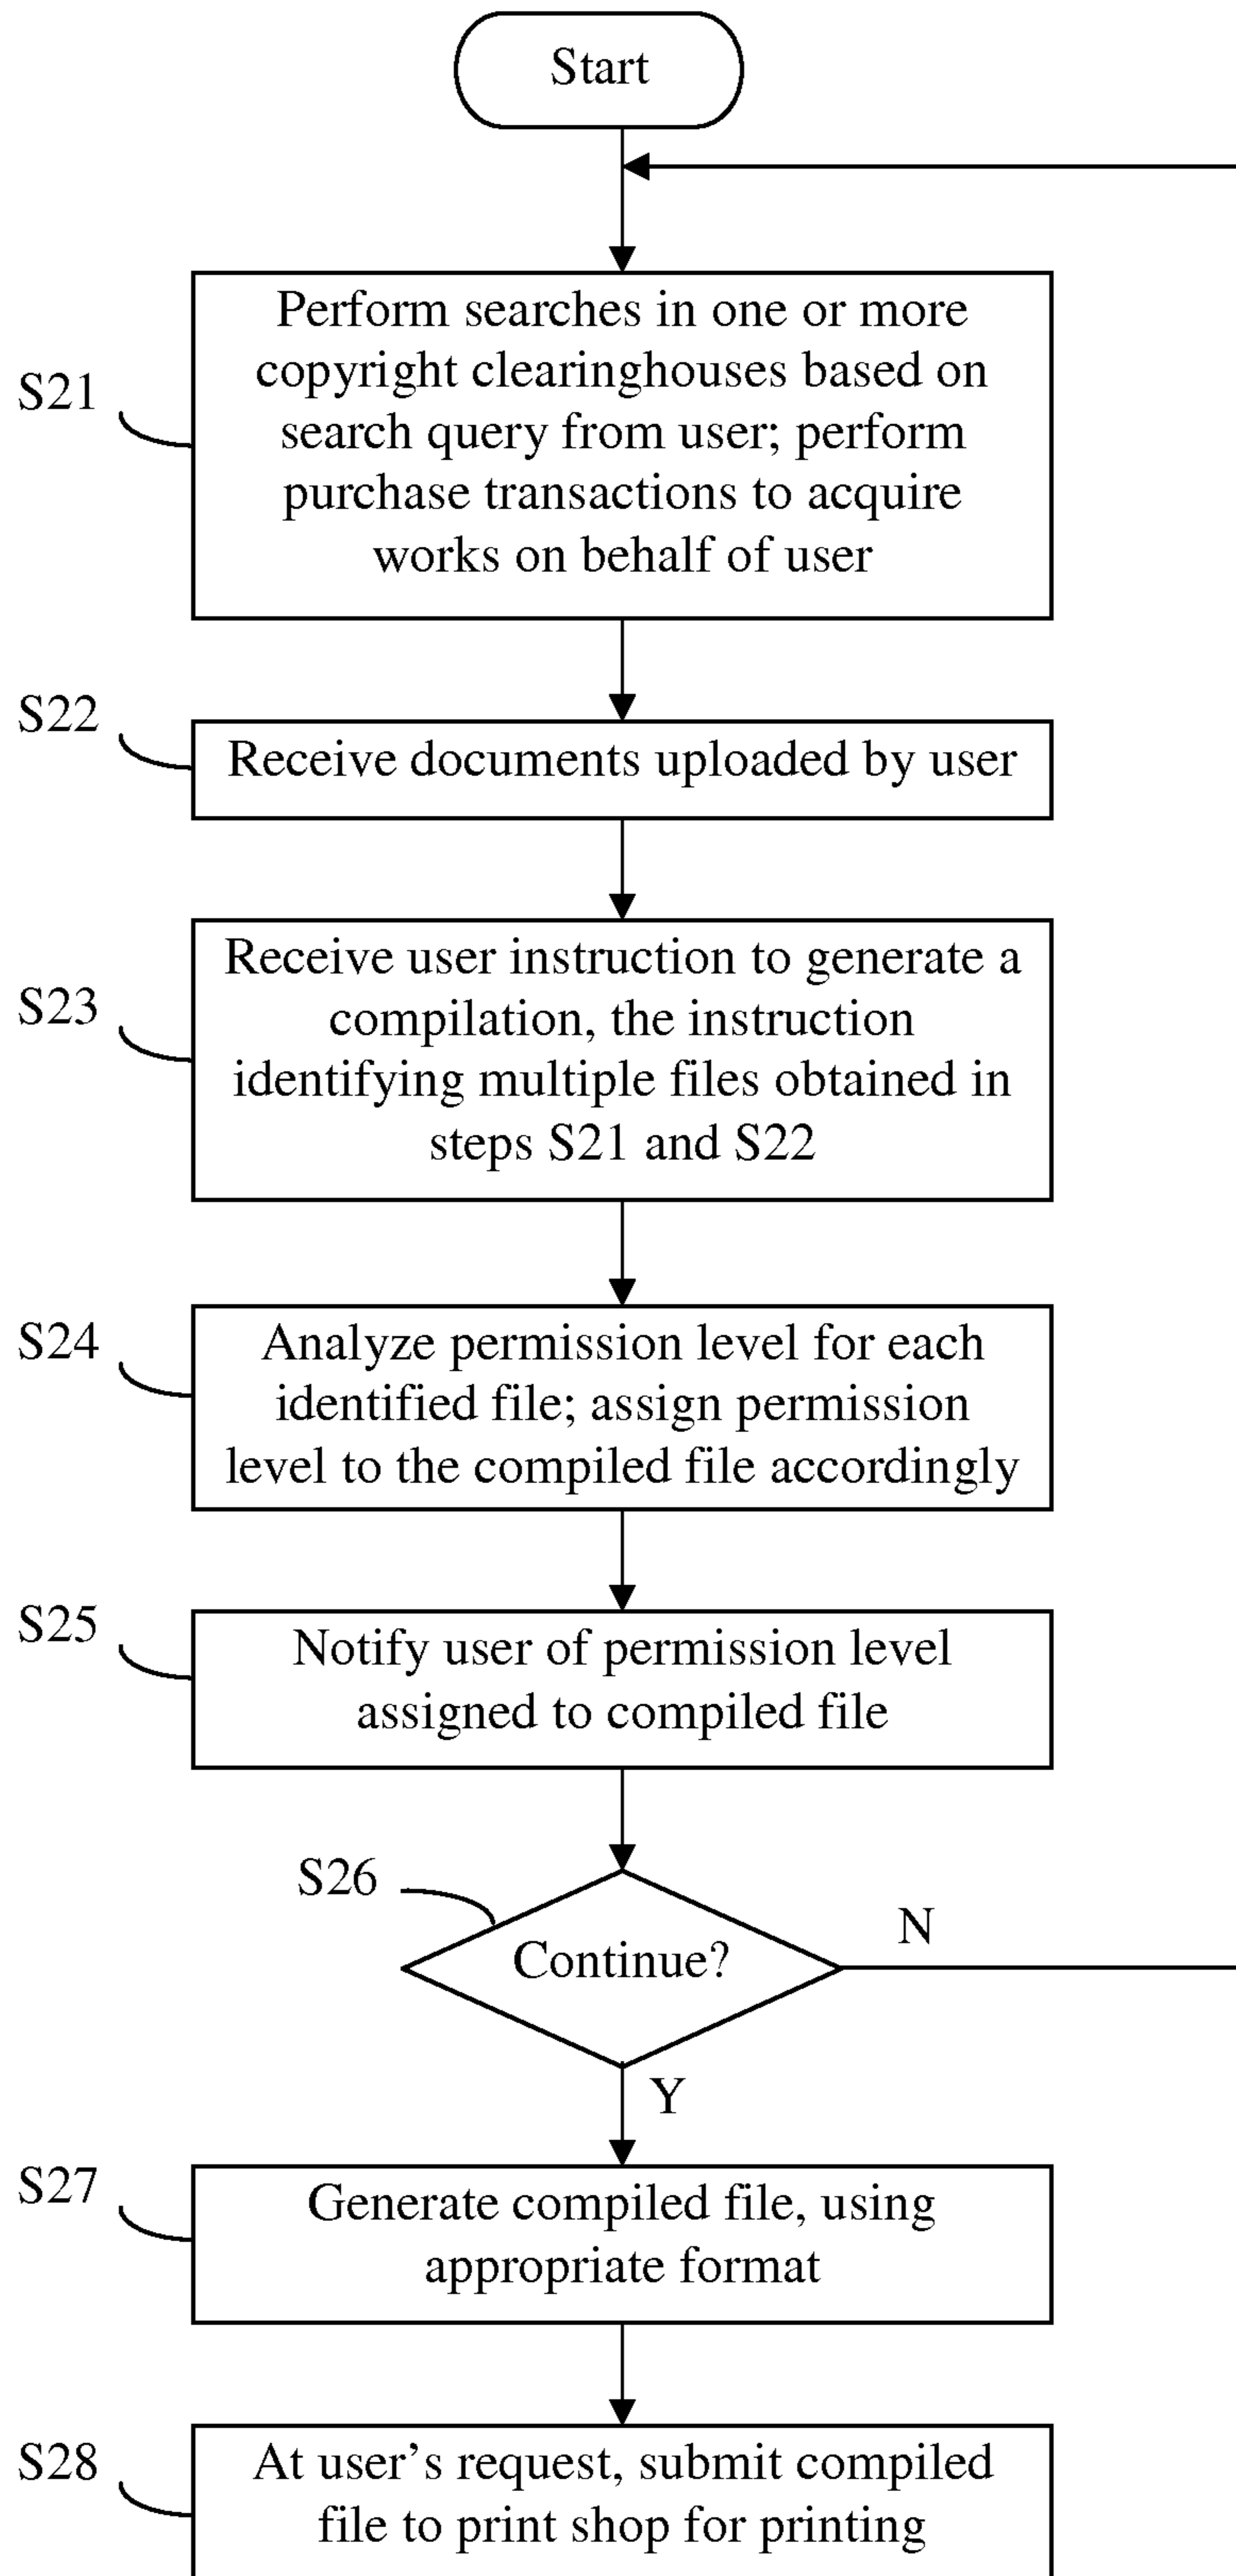 Start
S21
Perform searches in one or more
copyright clearinghouses based on
search query from user; perform
purchase transactions to acquire
works on behalf of user
S22
Receive documents uploaded by user
S23
Receive user instruction to generate a
compilation, the instruction
identifying multiple files obtained in
steps S21 and S22
S24
Analyze permission level for each
identified file; assign permission
level to the compiled file accordingly
S25
Notify user of permission level
assigned to compiled file
S26
Continue?
N
Y
S27
Generate compiled file, using
appropriate format
S28
At user’s request, submit compiled
file to print shop for printing